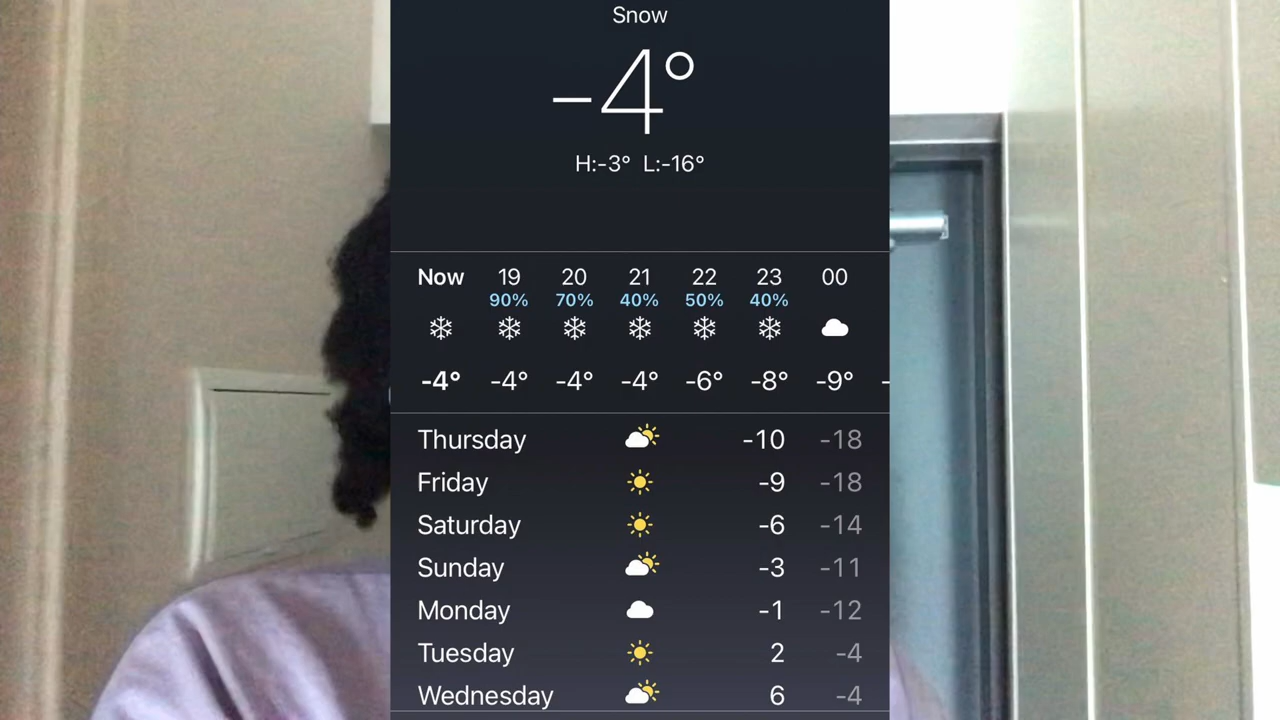 Snow
-4°
H:-3° L:-16°
Now 19 20 21 22 23 00
90% 70% 40% 50% 40%
-4° -4° -4° -4° -6° -8° -9° -
Thursday -10 -18
Friday -9 -18
Saturday -6 -14
Sunday -3 -11
Monday -1 -12
Tuesday 2 -4
Wednesday 6 -4